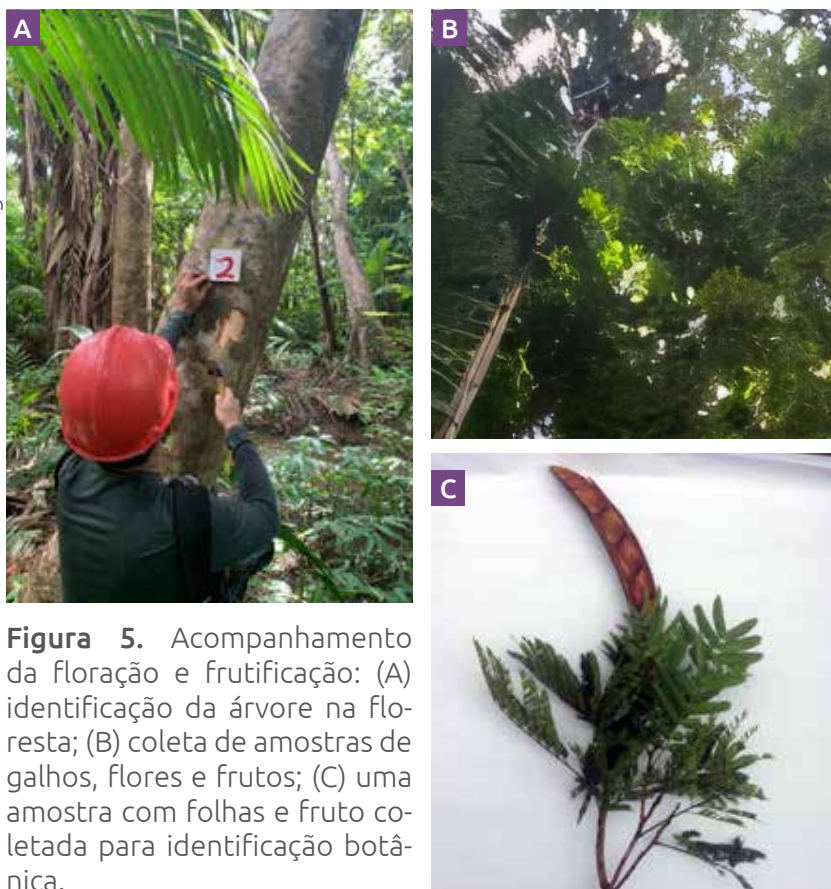 A
2
B
C
Figura 5. Acompanhamento
da floração e frutificação: (A)
identificação da árvore na flo-
resta; (B) coleta de amostras de
galhos, flores e frutos; (C) uma
amostra com folhas e fruto co-
letada para identificação botâ-
nica.